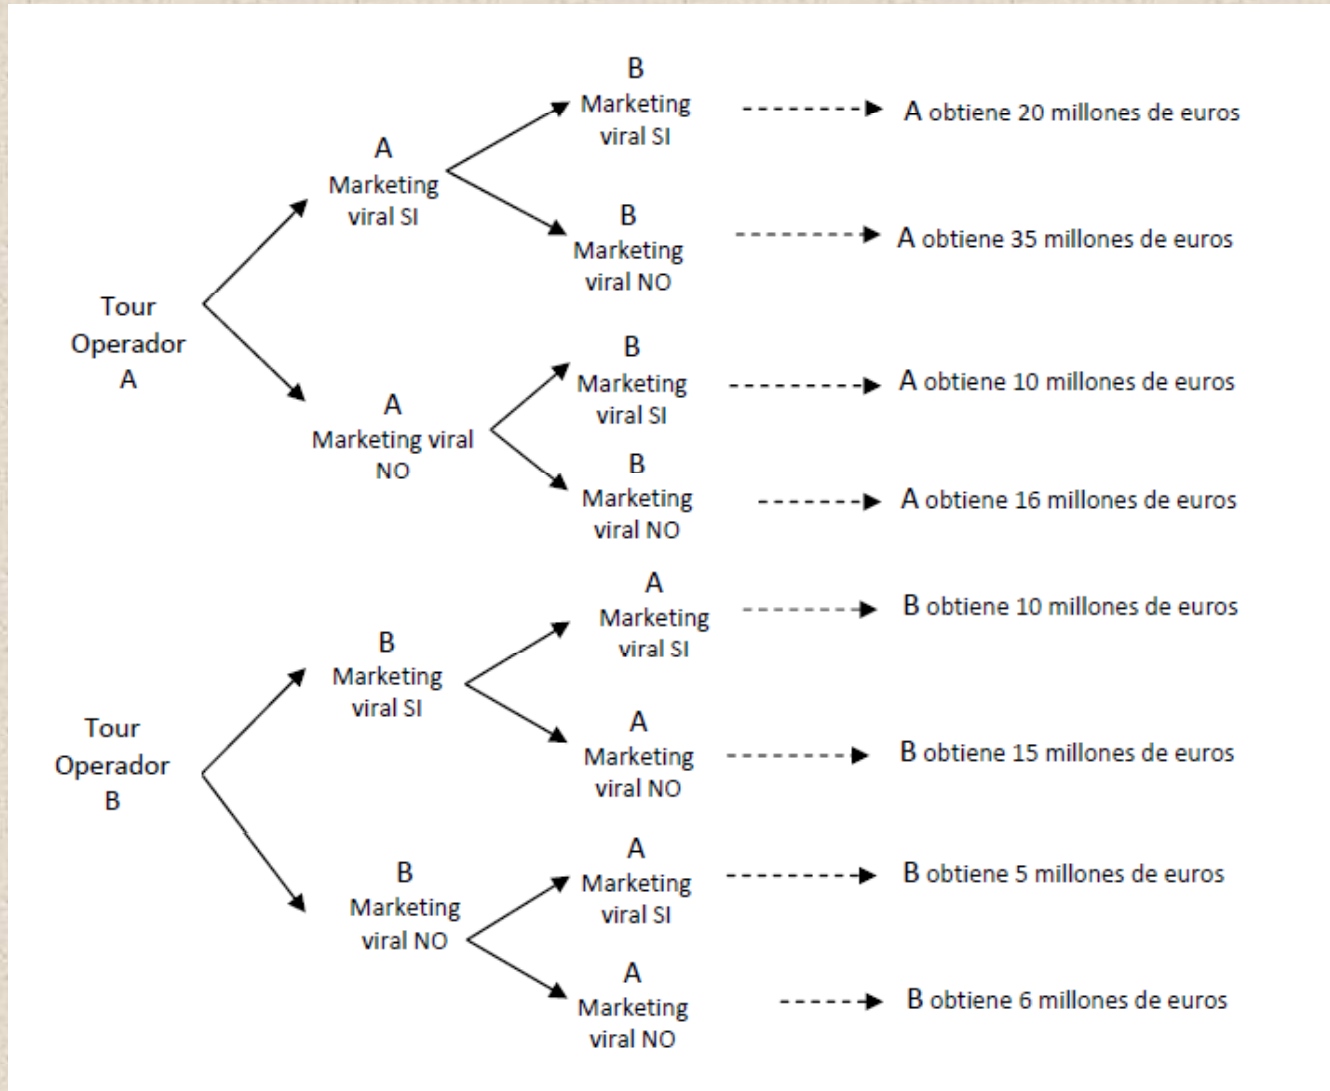 Tour
Operador
A
A
Marketing
viral SI
B
Marketing
viral SI
A obtiene 20 millones de euros
B
Marketing
viral NO
A obtiene 35 millones de euros
A
Marketing viral
NO
B
Marketing
viral SI
A obtiene 10 millones de euros
B
Marketing
viral NO
A obtiene 16 millones de euros
Tour
Operador
B
B
Marketing
viral SI
A
Marketing
viral SI
B obtiene 10 millones de euros
A
Marketing
viral NO
B obtiene 15 millones de euros
B
Marketing
viral NO
A
Marketing
viral SI
B obtiene 5 millones de euros
A
Marketing
viral NO
B obtiene 6 millones de euros